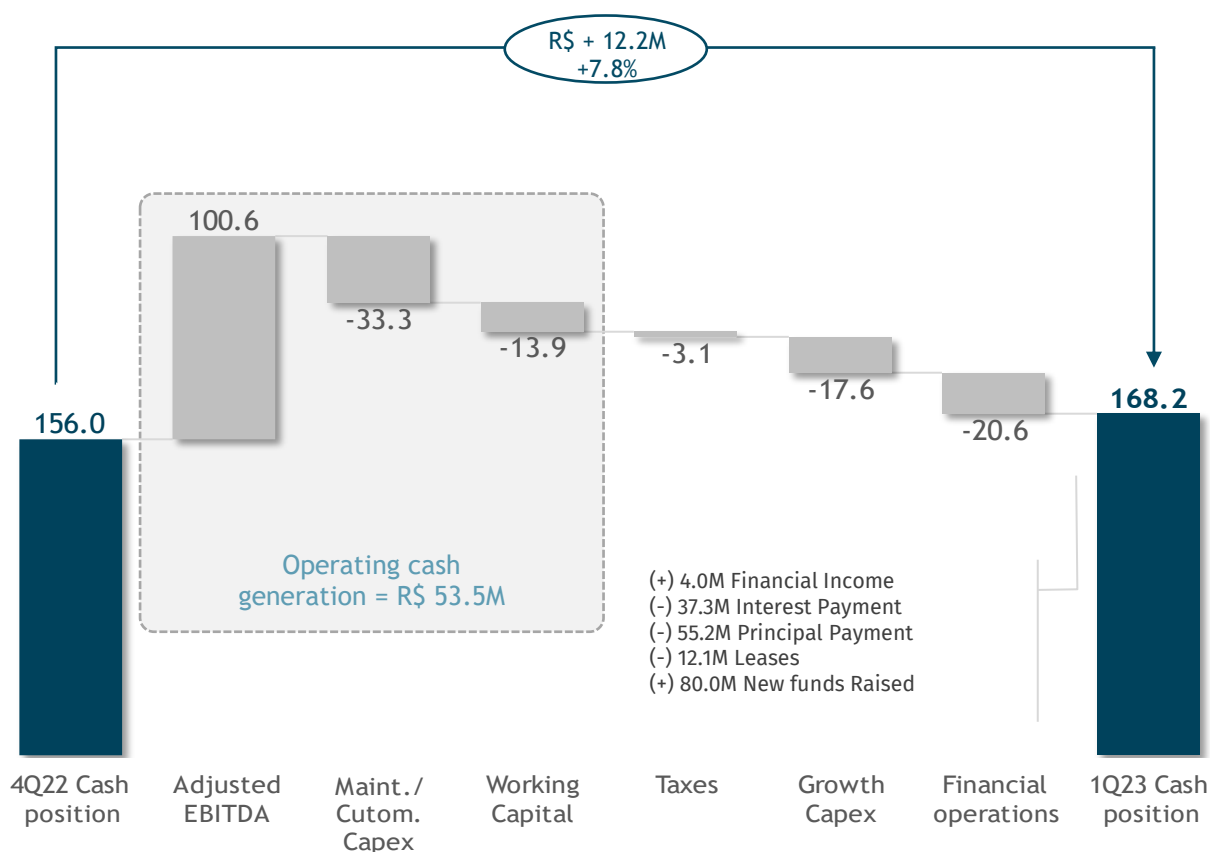 R$ + 12.2M
+7.8%
100.6
-33.3
-13.9
-3.1
-17.6
-20.6
156.0
168.2
Operating cash
generation = R$ 53.5M
(+) 4.0M Financial Income
(-) 37.3M Interest Payment
(-) 55.2M Principal Payment
(-) 12.1M Leases
(+) 80.0M New funds Raised
4Q22 Cash
position
Adjusted
EBITDA
Maint./
Cutom.
Capex
Working
Capital
Taxes
Growth
Capex
Financial
operations
1Q23 Cash
position